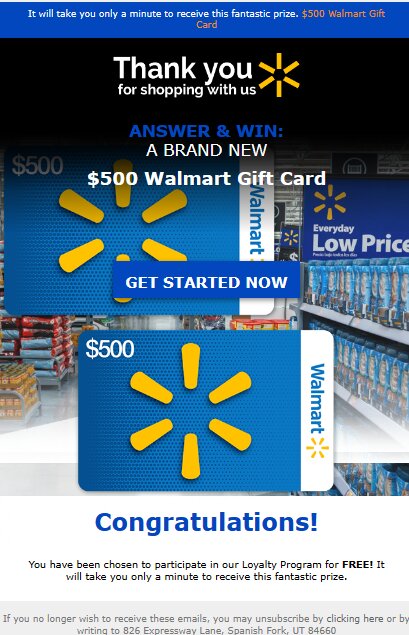 It will take you only a minute to receive this fantastic prize. $500 Walmart Gift
Card
Thank you
for shopping with us
ANSWER & WIN:
A BRAND NEW
$500
$500 Walmart Gift Card
Walmart
Everyday
Low Price
GET STARTED NOW
$500
Walmart
Congratulations!
You have been chosen to participate in our Loyalty Program for FREE! It
will take you only a minute to receive this fantastic prize.
If you no longer wish to receive these emails, you may unsubscribe by clicking here or by
writing to 826 Expressway Lane, Spanish Fork, UT 84660